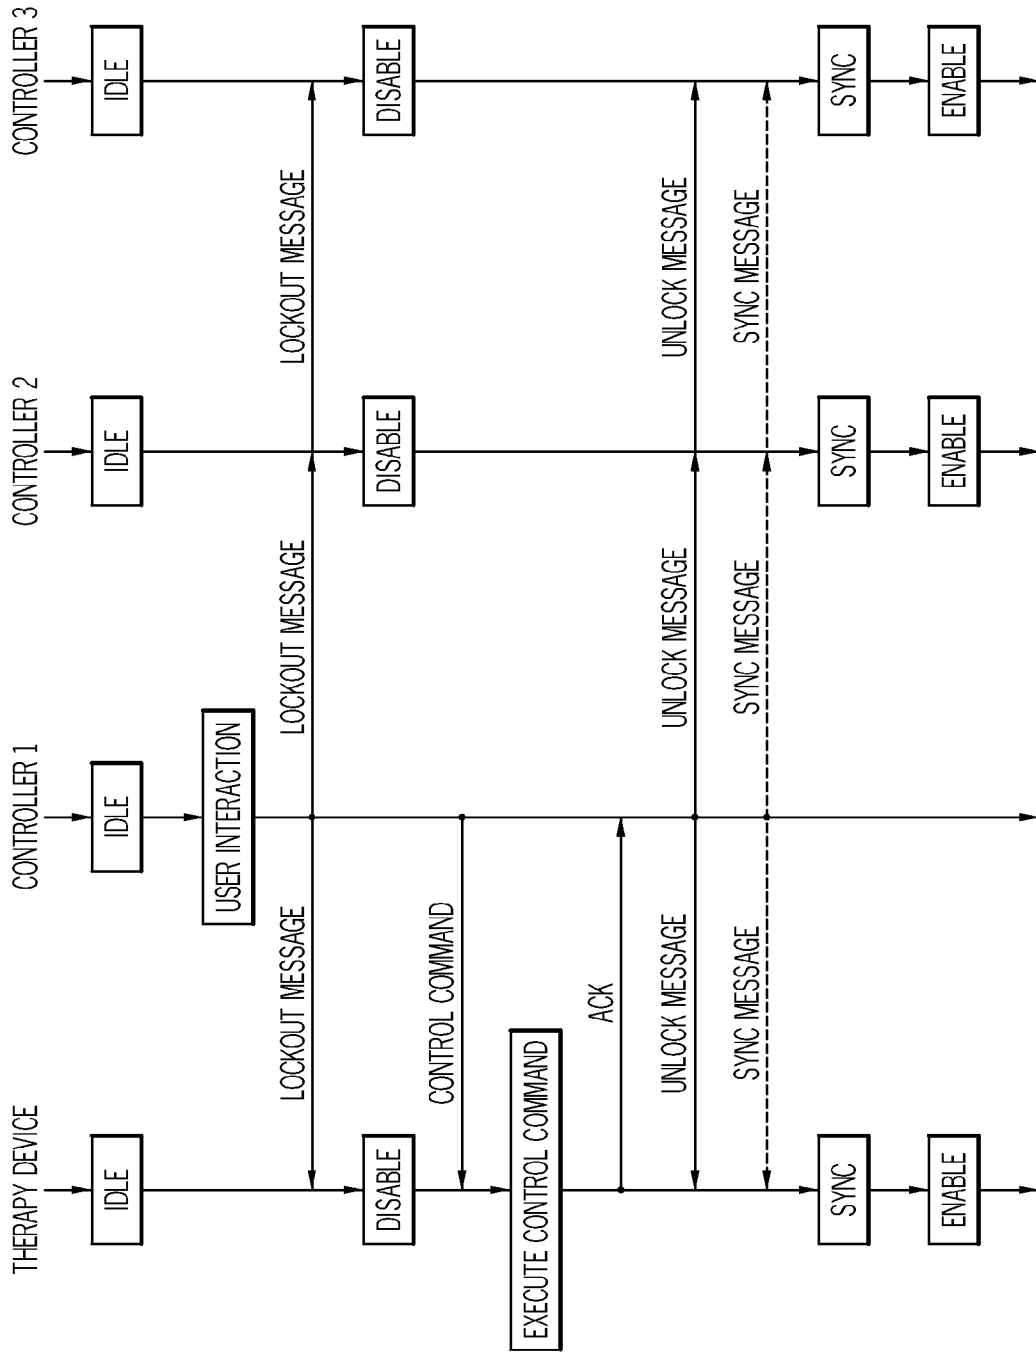 THERAPY DEVICE
CONTROLLER 1
CONTROLLER 2
CONTROLLER 3
IDLE
IDLE
IDLE
IDLE
USER INTERACTION
LOCKOUT MESSAGE
LOCKOUT MESSAGE
LOCKOUT MESSAGE
DISABLE
DISABLE
DISABLE
CONTROL COMMAND
EXECUTE CONTROL COMMAND
ACK
UNLOCK MESSAGE
UNLOCK MESSAGE
UNLOCK MESSAGE
SYNC MESSAGE
SYNC MESSAGE
SYNC MESSAGE
SYNC
SYNC
SYNC
ENABLE
ENABLE
ENABLE